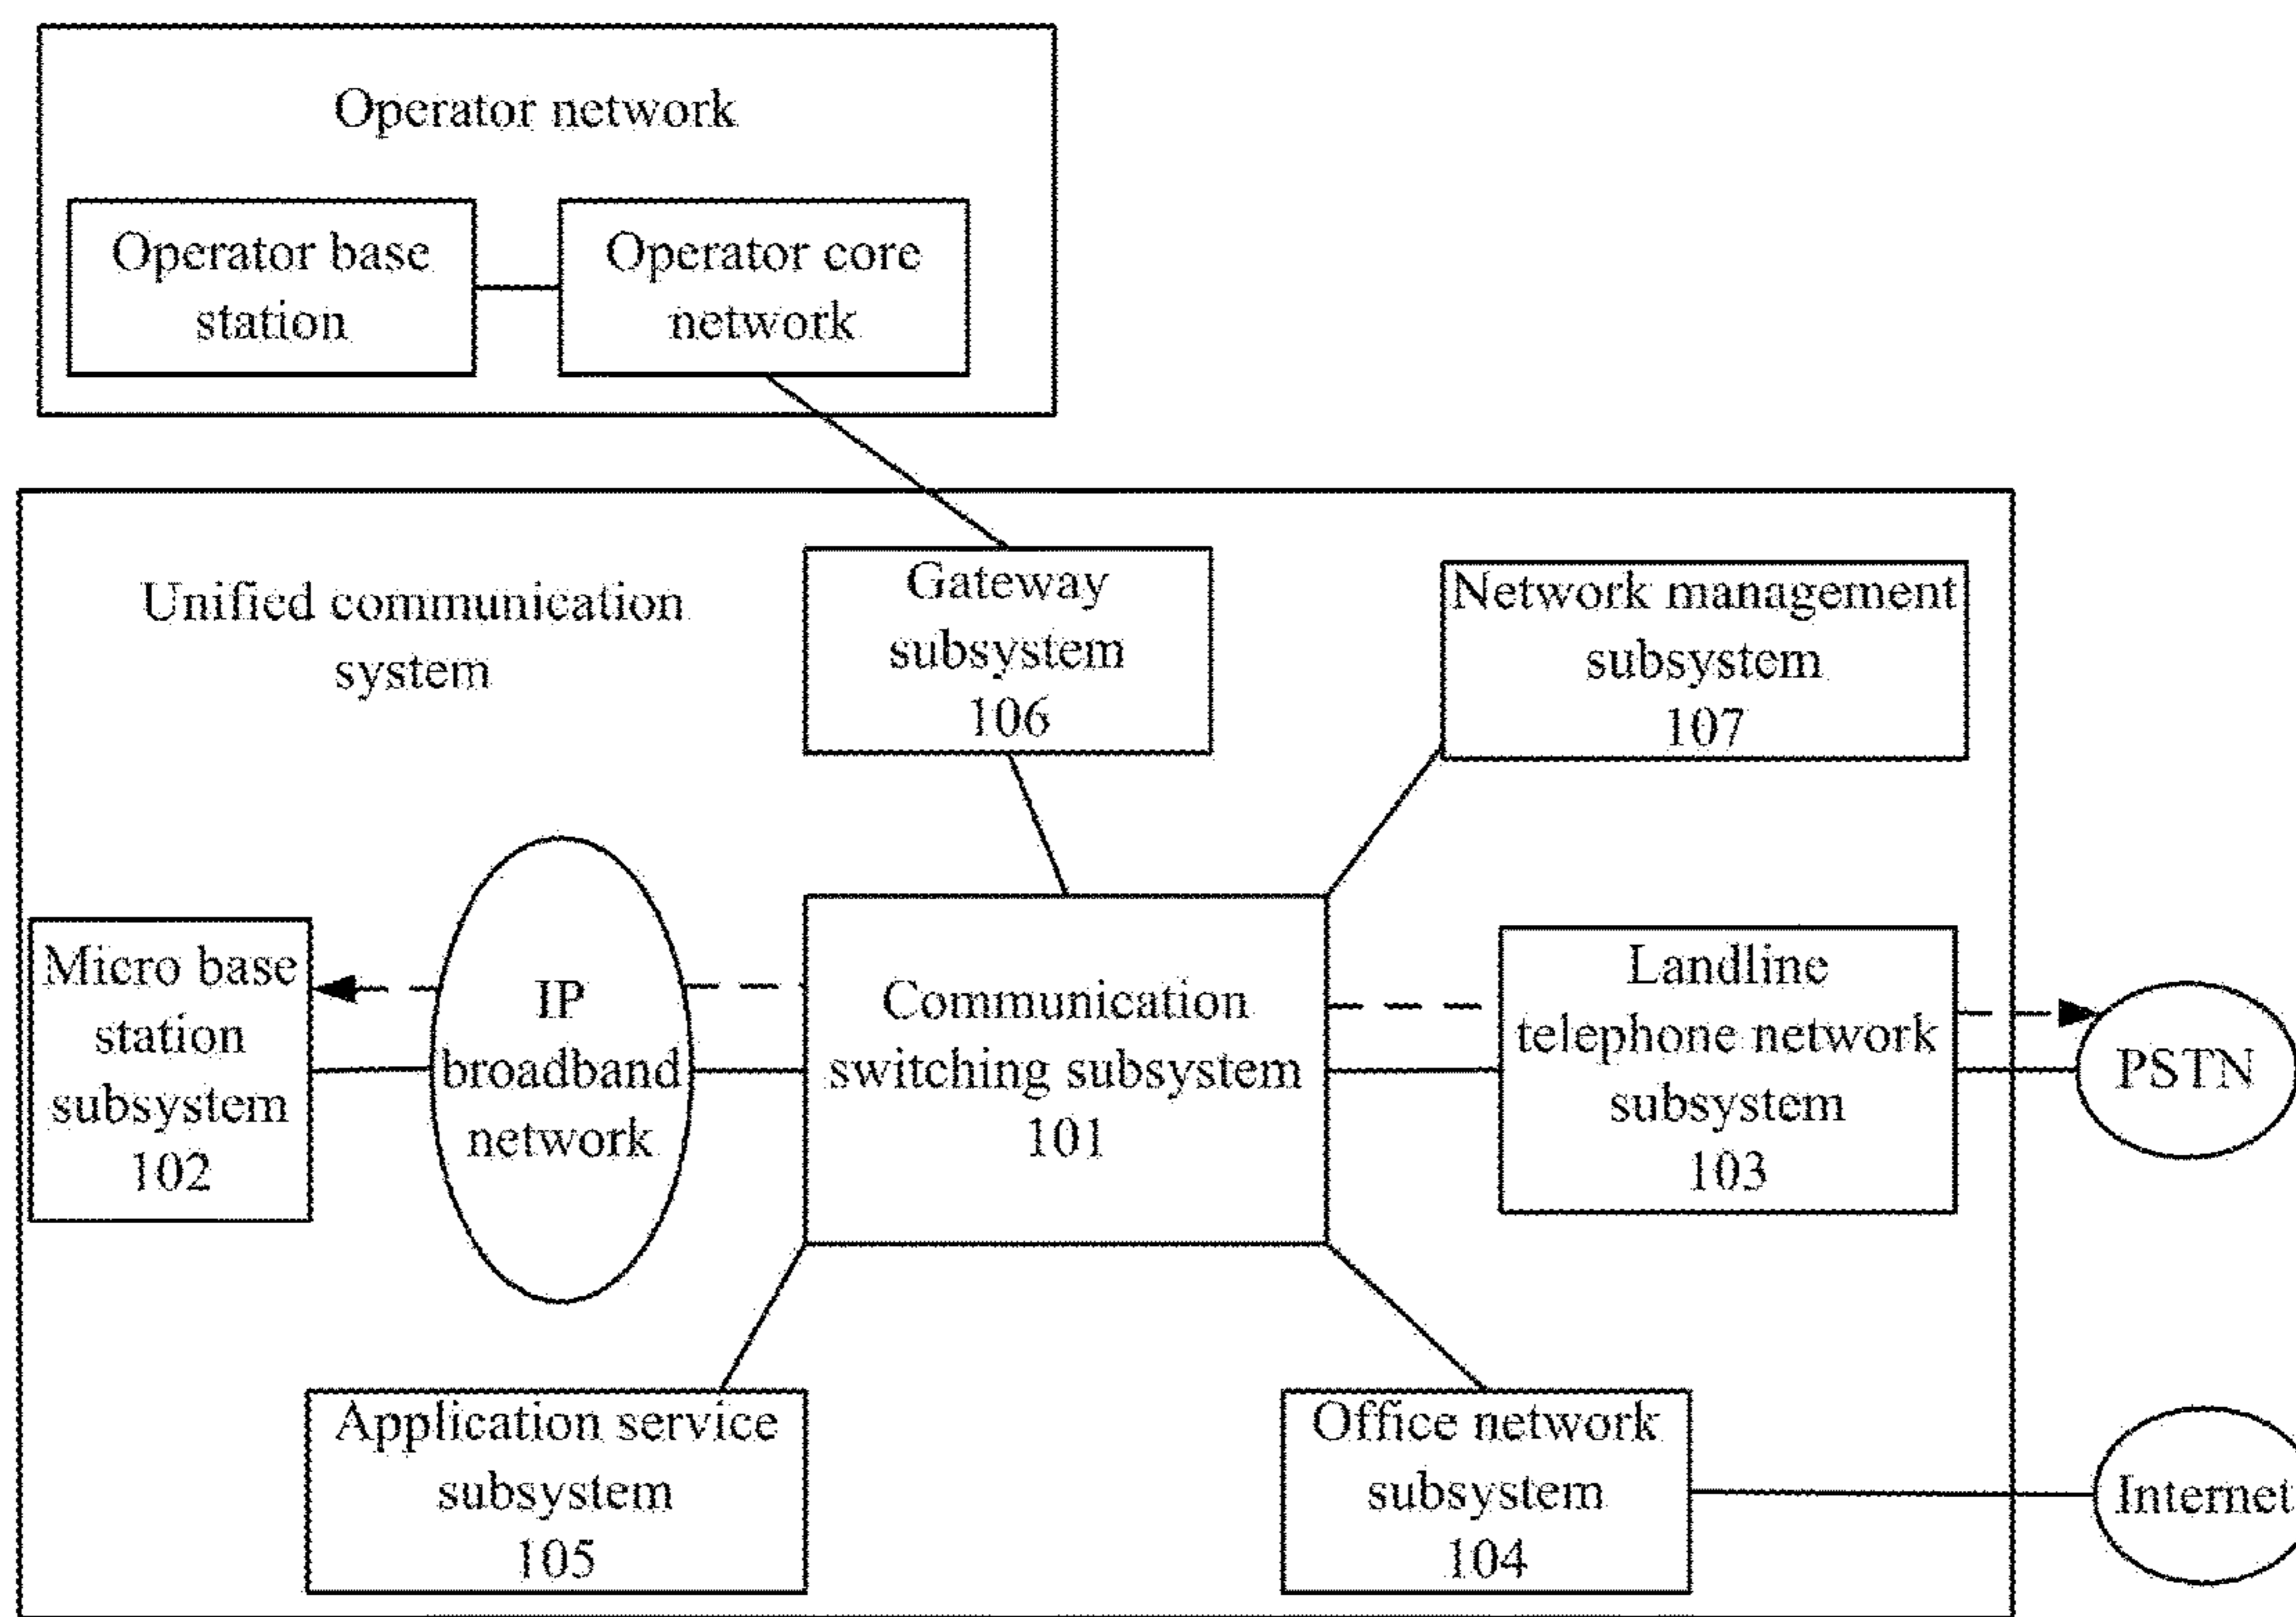 Operator network
Operator base
station
Operator core
network
Unified communication
system
Gateway
subsystem
106
Network management
subsystem
107
Micro base
station
subsystem
102
IP
broadband
network
Communication
switching subsystem
101
Landline
telephone network
subsystem
103
PSTN
Application service
subsystem
105
Office network
subsystem
104
Internet